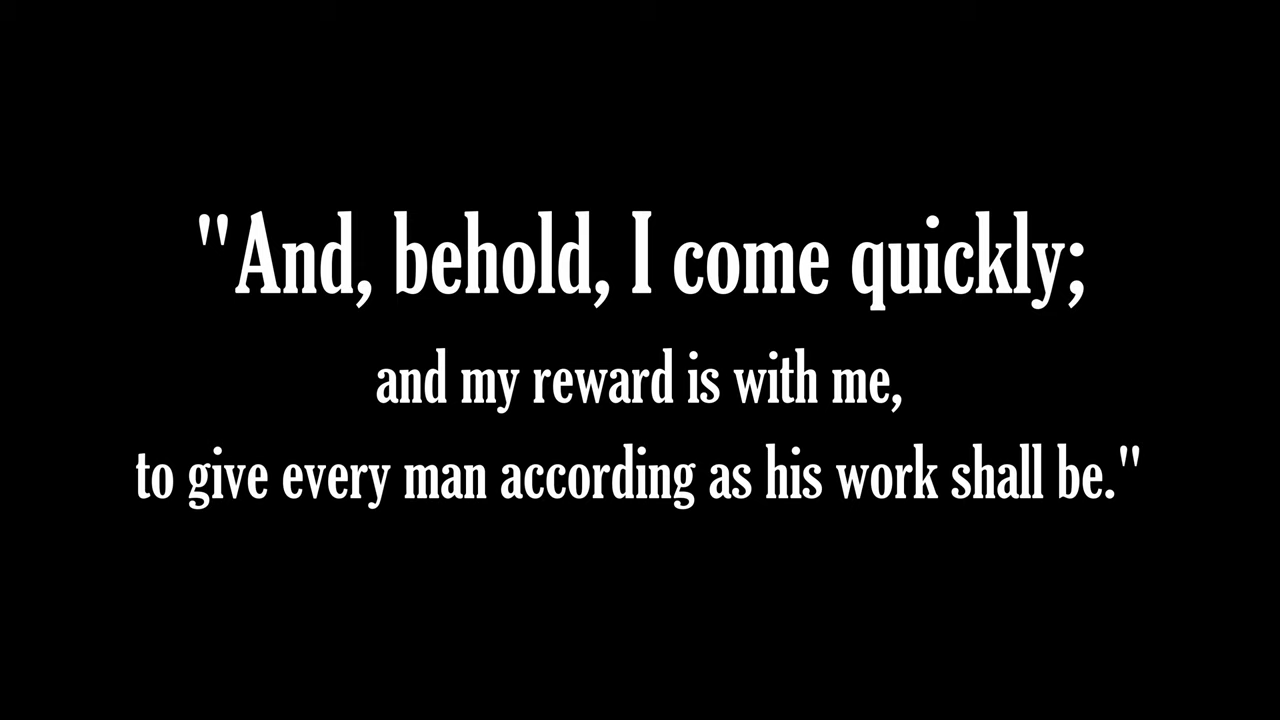 "And, behold, I come quickly;
and my reward is with me,
to give every man according as his work shall be."